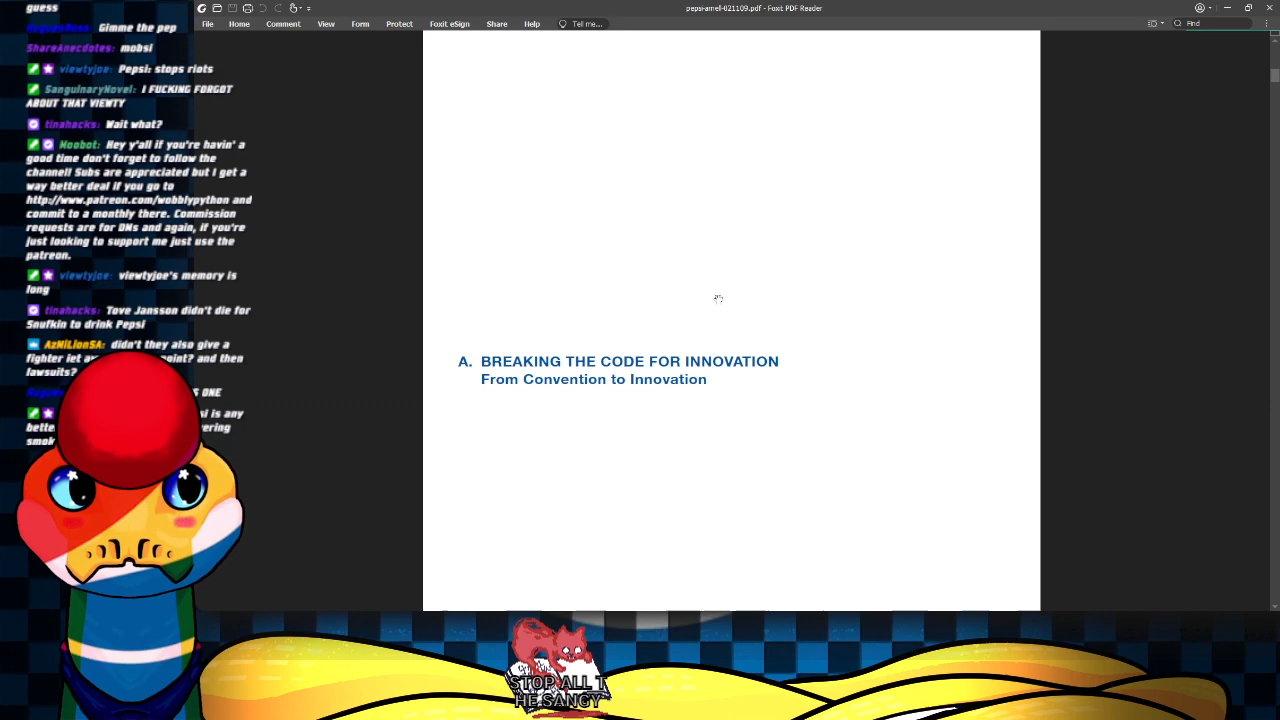 guess
Gimme the pep
ShareAnecdotes: mobsi
viewtyjoe: Pepsi: stops riots
SanguinaryNovel: I FUCKING FORGOT
ABOUT THAT VIEWTY
tinahacks: Wait what?
Moobot: Hey y'all if you're havin' a
good time don't forget to follow the
channel! Subs are appreciated but I get a
way better deal if you go to
http://www.patreon.com/wobblypython and
commit to a monthly there. Commission
requests are for DMs and again, if you're
just looking to support me just use the
patreon.
viewtyjoe: viewtyjoe's memory is
long
tinahacks: Tove Jansson didn't die for
Snufkin to drink Pepsi
AzMiLionSA: didn't they also give a
fighter jet point? and then
lawsuits?
ONE
is any
pepsi-arnell-021109.pdf - Foxit PDF Reader
File Home Comment View Form Protect Foxit eSign Share Help Tell me... Find
A. BREAKING THE CODE FOR INNOVATION
From Convention to Innovation
STOP ALL T
HE SANGY